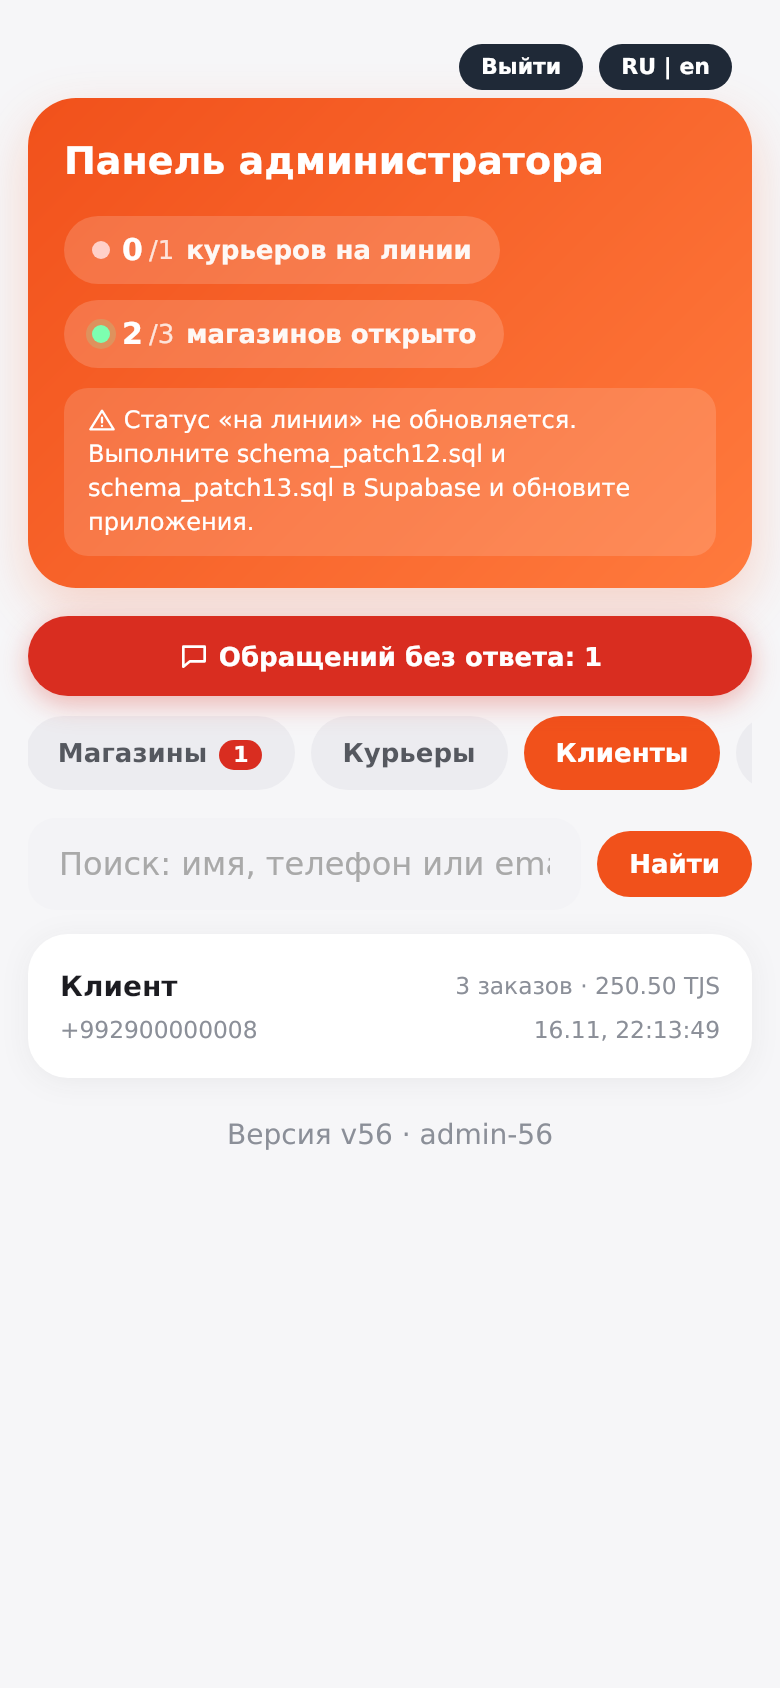 Выйти
RU | en
Панель администратора
0 /1 курьеров на линии
2 /3 магазинов открыто
⚠ Статус «на линии» не обновляется.
Выполните schema_patch12.sql и
schema_patch13.sql в Supabase и обновите
приложения.
Обращений без ответа: 1
Магазины 1
Курьеры
Клиенты
Поиск: имя, телефон или ema
Найти
Клиент
3 заказов · 250.50 TJS
+992900000008
16.11, 22:13:49
Версия v56 · admin-56